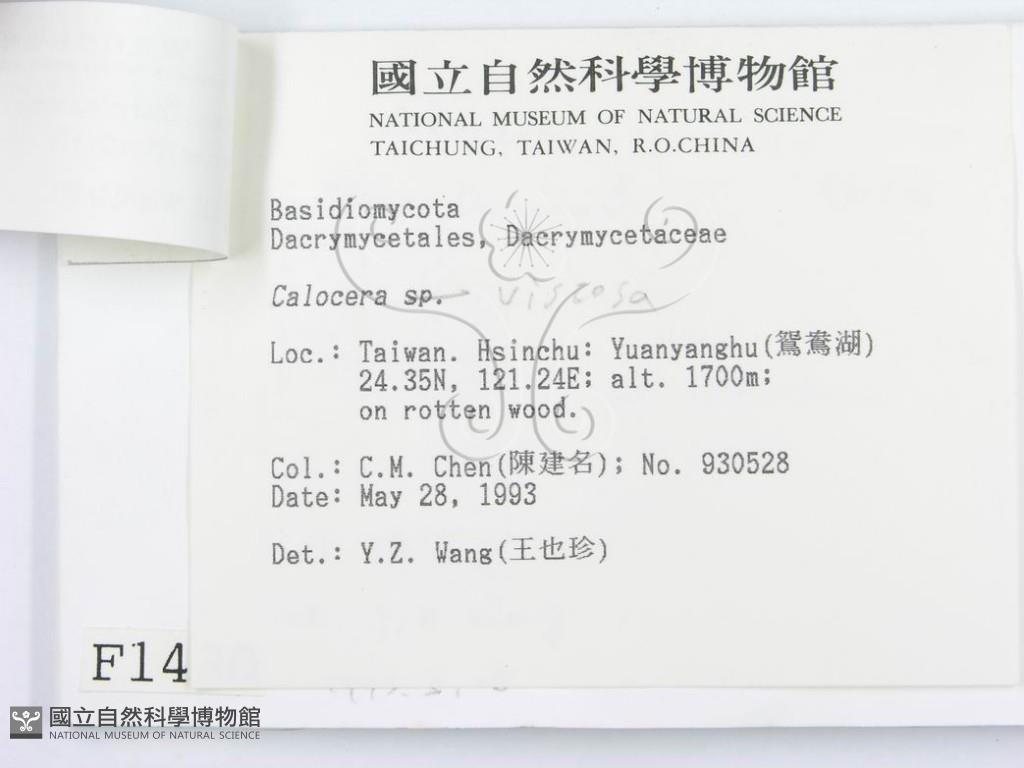 國立自然科學博物館
NATIONAL MUSEUM OF NATURAL SCIENCE
TAICHUNG, TAIWAN, R.O.CHINA
Basidiomycota
Dacrymycetales, Dacrymycetaceae
Calocera sp. viscosa
Loc.: Taiwan. Hsinchu: Yuanyanghu(鴛鴦湖)
24.35N, 121.24E; alt. 1700m;
on rotten wood.
Col.: C.M. Chen(陳建名); No. 930528
Date: May 28, 1993
Det.: Y.Z. Wang(王也珍)
F14
國立自然科學博物館
NATIONAL MUSEUM OF NATURAL SCIENCE